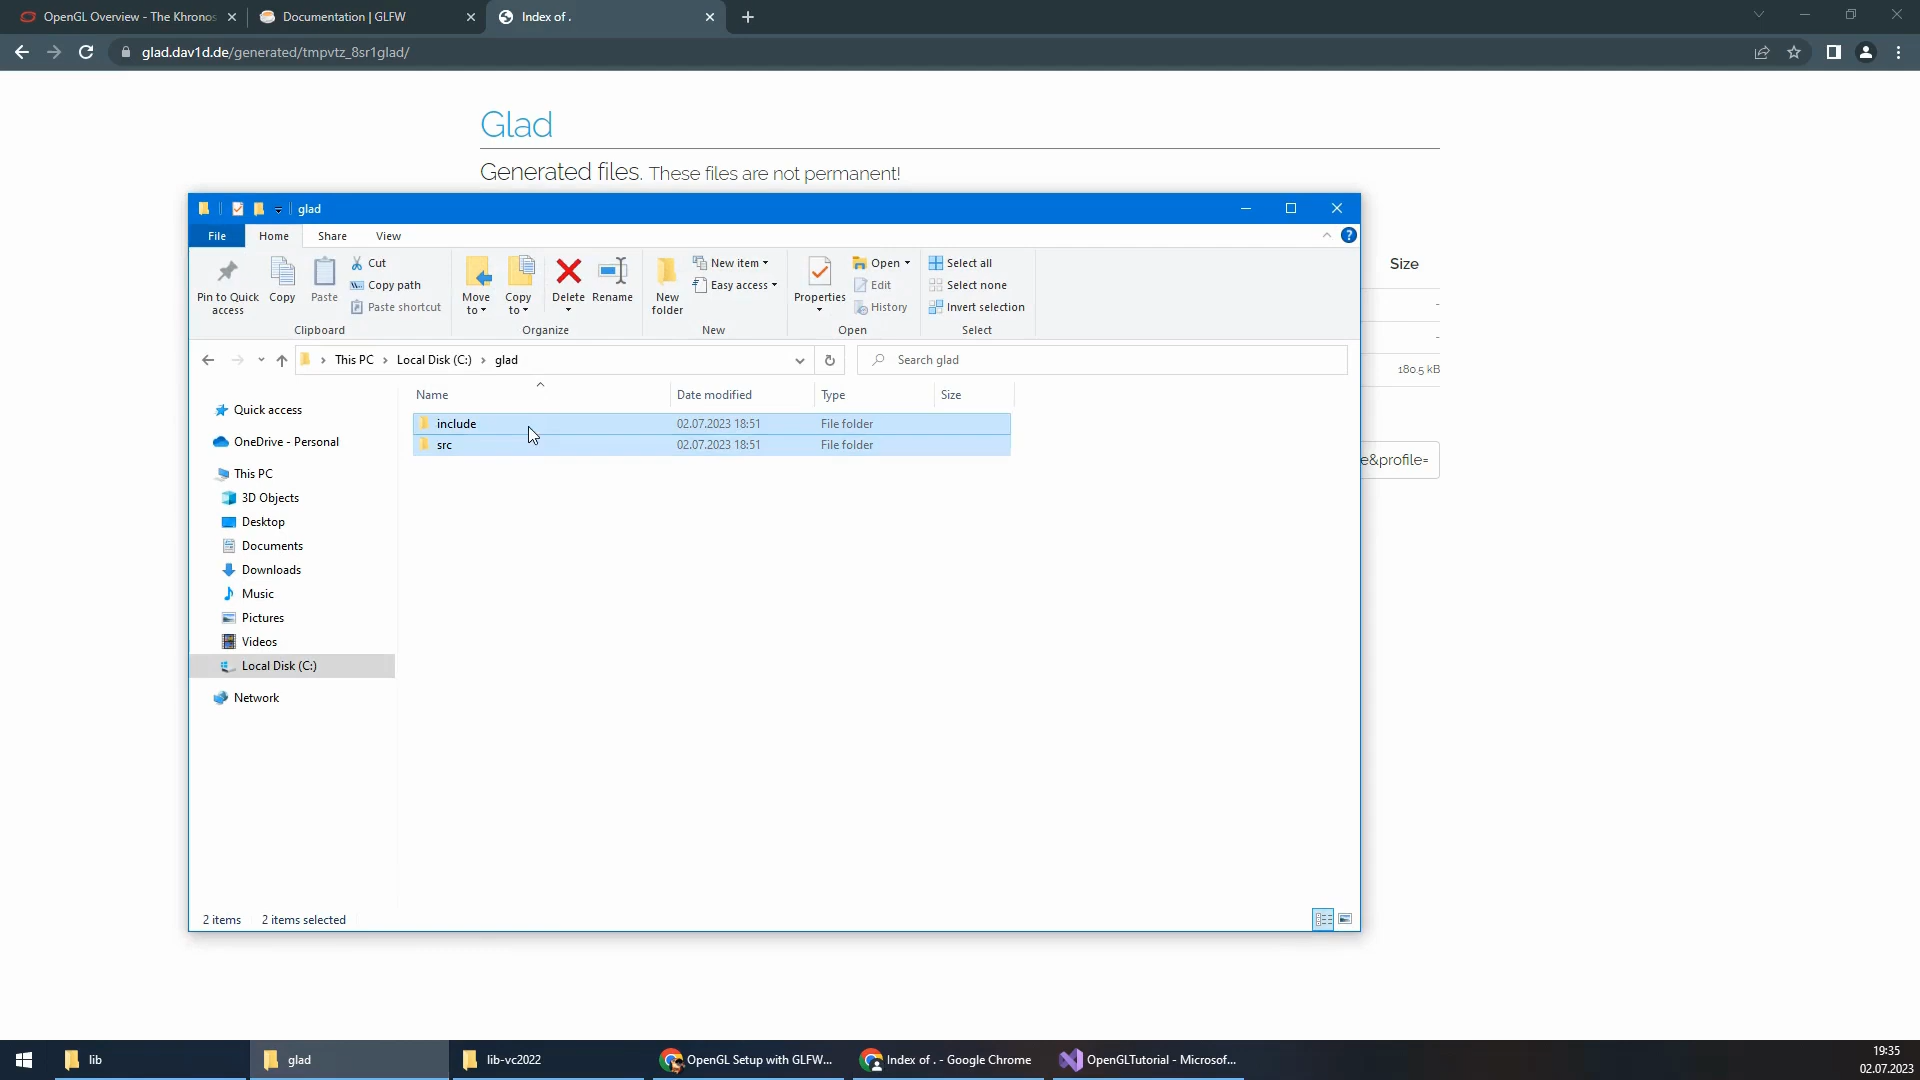 OpenGL Overview - The Khronos
Documentation | GLFW
Index of .
glad.dav1d.de/generated/tmpvtz_8sr1glad/
Glad
Generated files. These files are not permanent!
glad
File Home Share View
Pin to Quick access
Copy
Paste
Cut
Copy path
Paste shortcut
Clipboard
Move to
Copy to
Delete
Rename
Organize
New folder
New item
Easy access
New
Properties
Open
Edit
History
Open
Select all
Select none
Invert selection
Select
Size
-
-
180.5 kB
e&profile=
This PC > Local Disk (C:) > glad
Search glad
Name Date modified Type Size
include 02.07.2023 18:51 File folder
src 02.07.2023 18:51 File folder
Quick access
OneDrive - Personal
This PC
3D Objects
Desktop
Documents
Downloads
Music
Pictures
Videos
Local Disk (C:)
Network
2 items 2 items selected
lib
glad
lib-vc2022
OpenGL Setup with GLFW...
Index of . - Google Chrome
OpenGLTutorial - Microsof...
19:35
02.07.2023